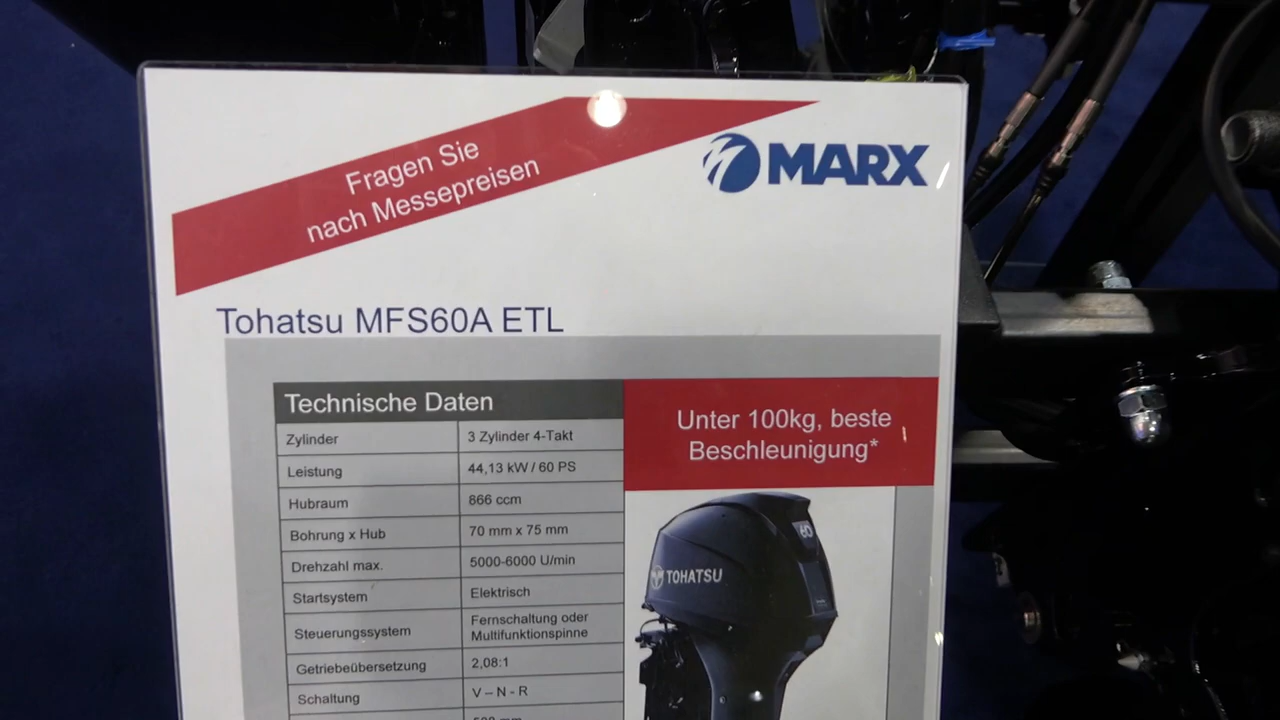 Fragen Sie
nach Messepreisen
MARX
Tohatsu MFS60A ETL
Technische Daten
Zylinder 3 Zylinder 4-Takt
Leistung 44,13 kW / 60 PS
Hubraum 866 ccm
Bohrung x Hub 70 mm x 75 mm
Drehzahl max. 5000-6000 U/min
Startsystem Elektrisch
Steuerungssystem Fernschaltung oder
Multifunktionspinne
Getriebeübersetzung 2,08:1
Schaltung V – N - R
Unter 100kg, beste
Beschleunigung*
60
TOHATSU